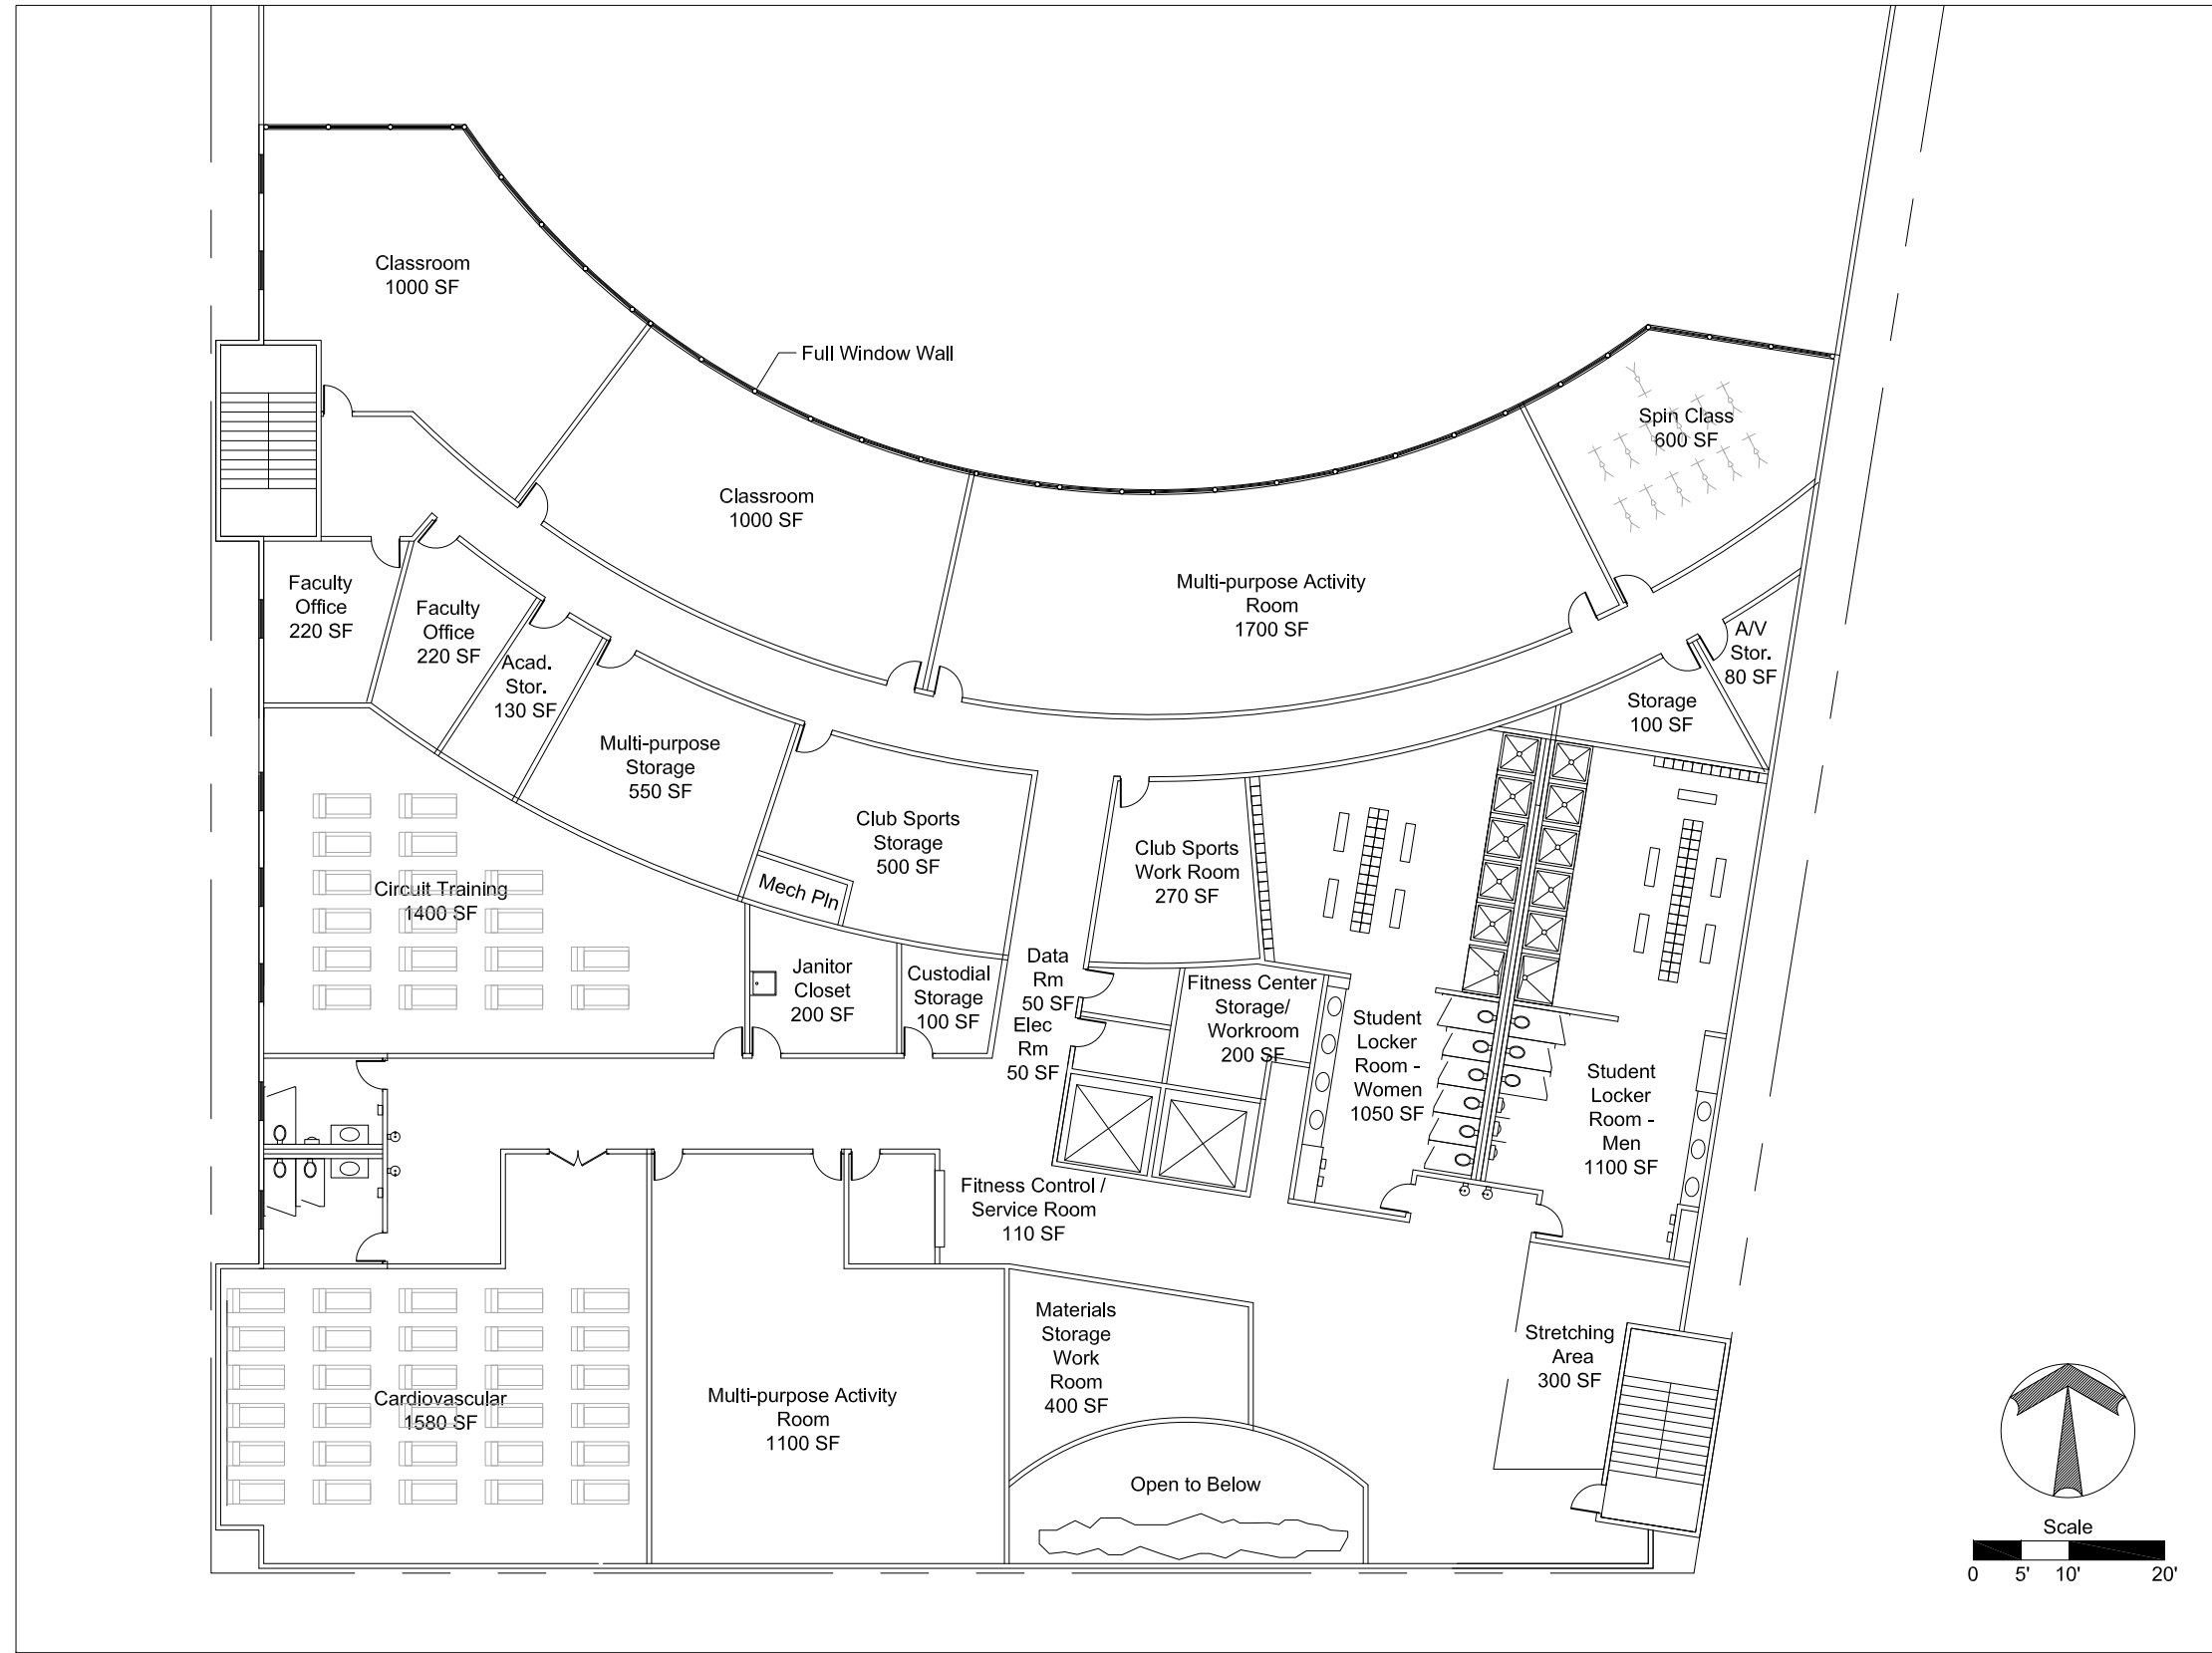 Classroom
1000 SF
Full Window Wall
Spin Class
600 SF
Classroom
1000 SF
Multi-purpose Activity
Room
1700 SF
Faculty
Office
220 SF
Faculty
Office
220 SF
Acad.
Stor.
130 SF
A/V
Stor.
80 SF
Storage
100 SF
Multi-purpose
Storage
550 SF
Club Sports
Storage
500 SF
Mech Pln
Club Sports
Work Room
270 SF
Circuit Training
1400 SF
Janitor
Closet
200 SF
Custodial
Storage
100 SF
Data
Rm
50 SF
Elec
Rm
50 SF
Fitness Center
Storage/
Workroom
200 SF
Student
Locker
Room -
Women
1050 SF
Student
Locker
Room -
Men
1100 SF
Fitness Control /
Service Room
110 SF
Materials
Storage
Work
Room
400 SF
Stretching
Area
300 SF
Cardiovascular
1580 SF
Multi-purpose Activity
Room
1100 SF
Open to Below
Scale
0 5' 10' 20'